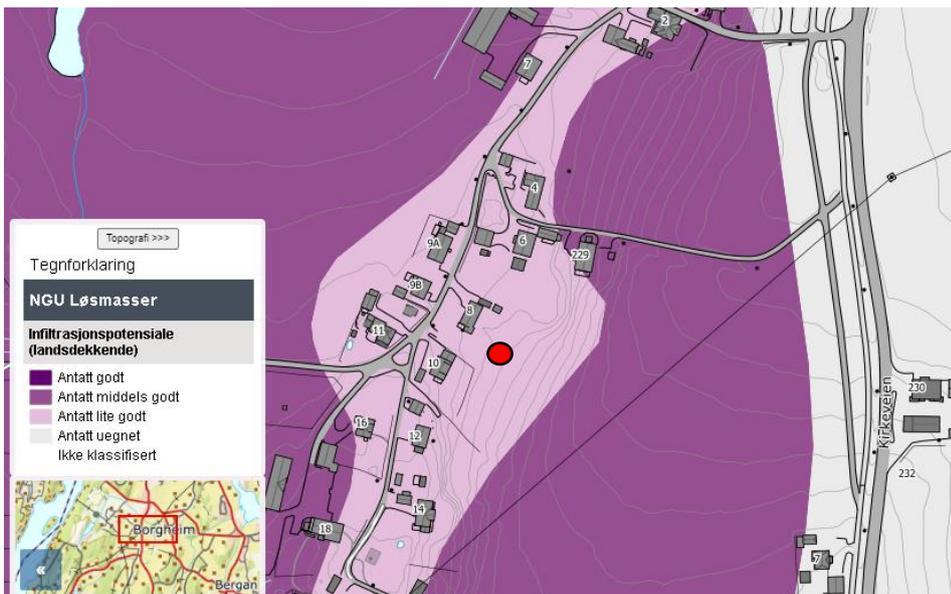 2
7
4
6
229
9A
9B
8
11
10
16
12
14
18
Kirkeveien
230
232
7
Topografi >>>
Tegnforklaring
NGU Løsmasser
Infiltrasjonspotensiale
(landsdekkende)
Antatt godt
Antatt middels godt
Antatt lite godt
Antatt uegnet
Ikke klassifisert
Borgheim
Bergan
«